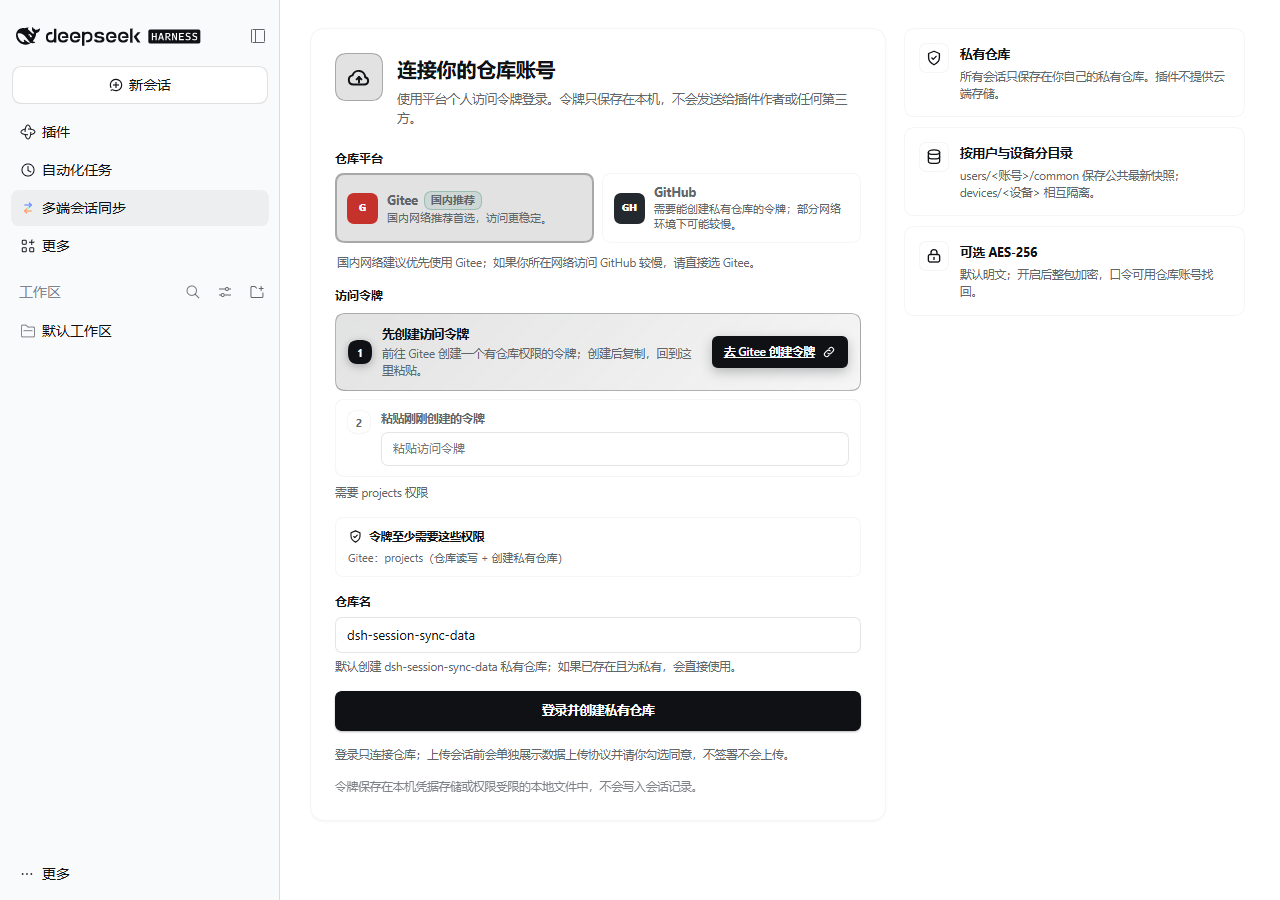 deepseek HARNESS
新会话
插件
自动化任务
多端会话同步
更多
工作区
默认工作区
更多
连接你的仓库账号
使用平台个人访问令牌登录。令牌只保存在本机，不会发送给插件作者或任何第三
方。
仓库平台
G
Gitee 国内推荐
国内网络推荐首选，访问更稳定。
GH
GitHub
需要能创建私有仓库的令牌；部分网络
环境下可能较慢。
国内网络建议优先使用 Gitee；如果你所在网络访问 GitHub 较慢，请直接选 Gitee。
访问令牌
1
先创建访问令牌
前往 Gitee 创建一个有仓库权限的令牌；创建后复制，回到这
里粘贴。
去 Gitee 创建令牌
2
粘贴刚刚创建的令牌
粘贴访问令牌
需要 projects 权限
令牌至少需要这些权限
Gitee：projects（仓库读写 + 创建私有仓库）
仓库名
dsh-session-sync-data
默认创建 dsh-session-sync-data 私有仓库；如果已存在且为私有，会直接使用。
登录并创建私有仓库
登录只连接仓库；上传会话前会单独展示数据上传协议并请你勾选同意，不签署不会上传。
令牌保存在本机凭据存储或权限受限的本地文件中，不会写入会话记录。
私有仓库
所有会话只保存在你自己的私有仓库。插件不提供云
端存储。
按用户与设备分目录
users/<账号>/common 保存公共最新快照；
devices/<设备> 相互隔离。
可选 AES-256
默认明文；开启后整包加密，口令可用仓库账号找
回。